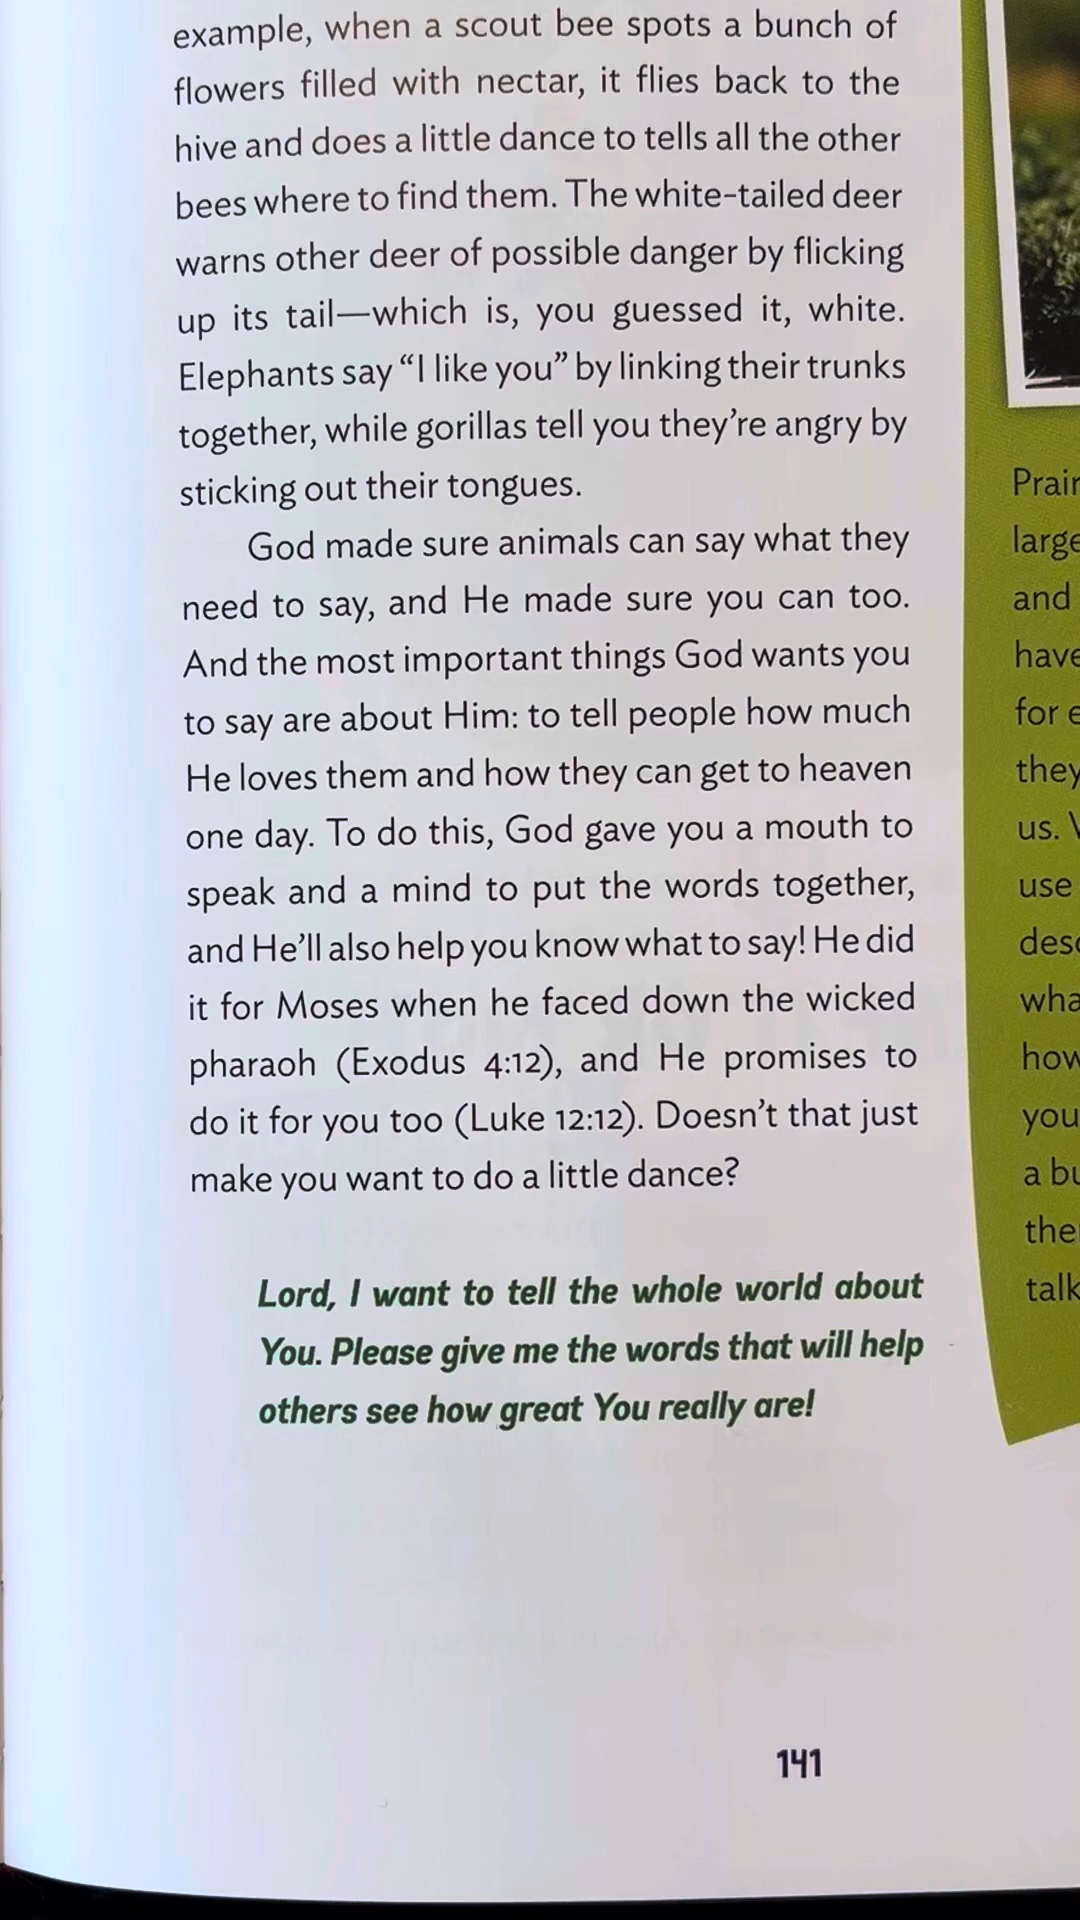 example, when a scout bee spots a bunch of
flowers filled with nectar, it flies back to the
hive and does a little dance to tells all the other
bees where to find them. The white-tailed deer
warns other deer of possible danger by flicking
up its tail—which is, you guessed it, white.
Elephants say “I like you” by linking their trunks
together, while gorillas tell you they’re angry by
sticking out their tongues.
God made sure animals can say what they
need to say, and He made sure you can too.
And the most important things God wants you
to say are about Him: to tell people how much
He loves them and how they can get to heaven
one day. To do this, God gave you a mouth to
speak and a mind to put the words together,
and He’ll also help you know what to say! He did
it for Moses when he faced down the wicked
pharaoh (Exodus 4:12), and He promises to
do it for you too (Luke 12:12). Doesn’t that just
make you want to do a little dance?
Lord, I want to tell the whole world about
You. Please give me the words that will help
others see how great You really are!
141
and
for
us.
use
a